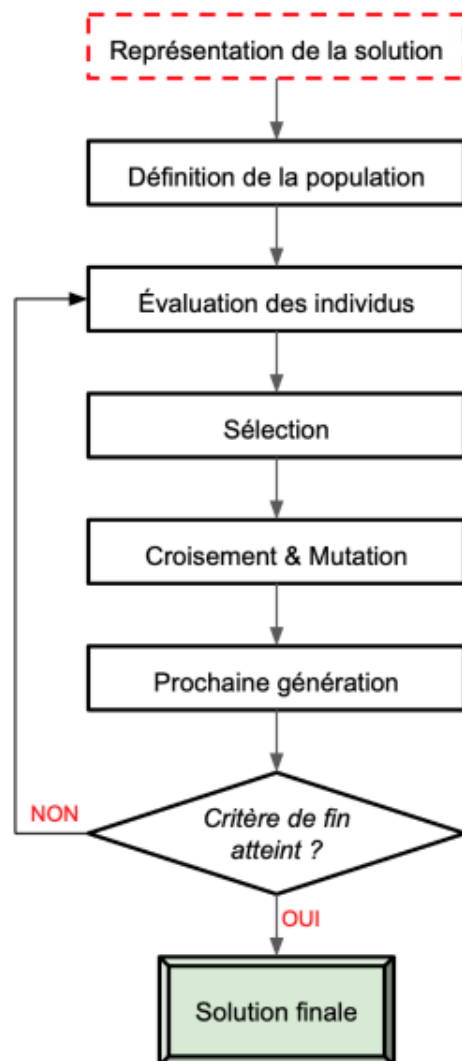 Représentation de la solution
Définition de la population
Évaluation des individus
Sélection
Croisement & Mutation
Prochaine génération
Critère de fin
atteint ?
NON
OUI
Solution finale